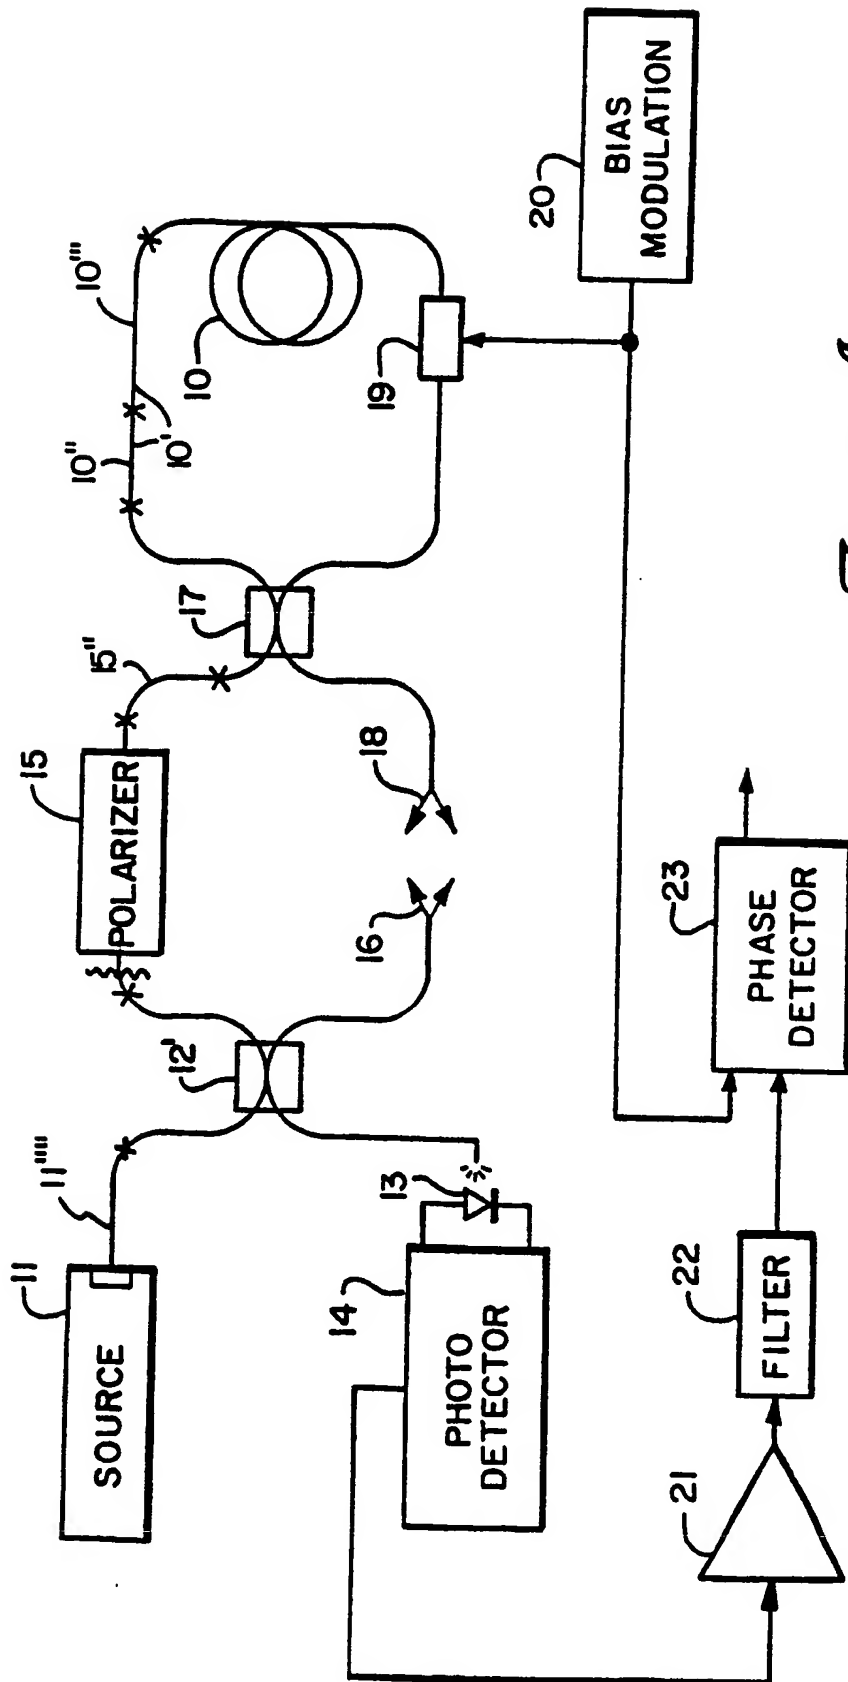 11
SOURCE
11""
12'
15
POLARIZER
15"
17
10"
10'
10'''
10
13
14
PHOTO
DETECTOR
16
18
19
20
BIAS
MODULATION
21
22
FILTER
23
PHASE
DETECTOR